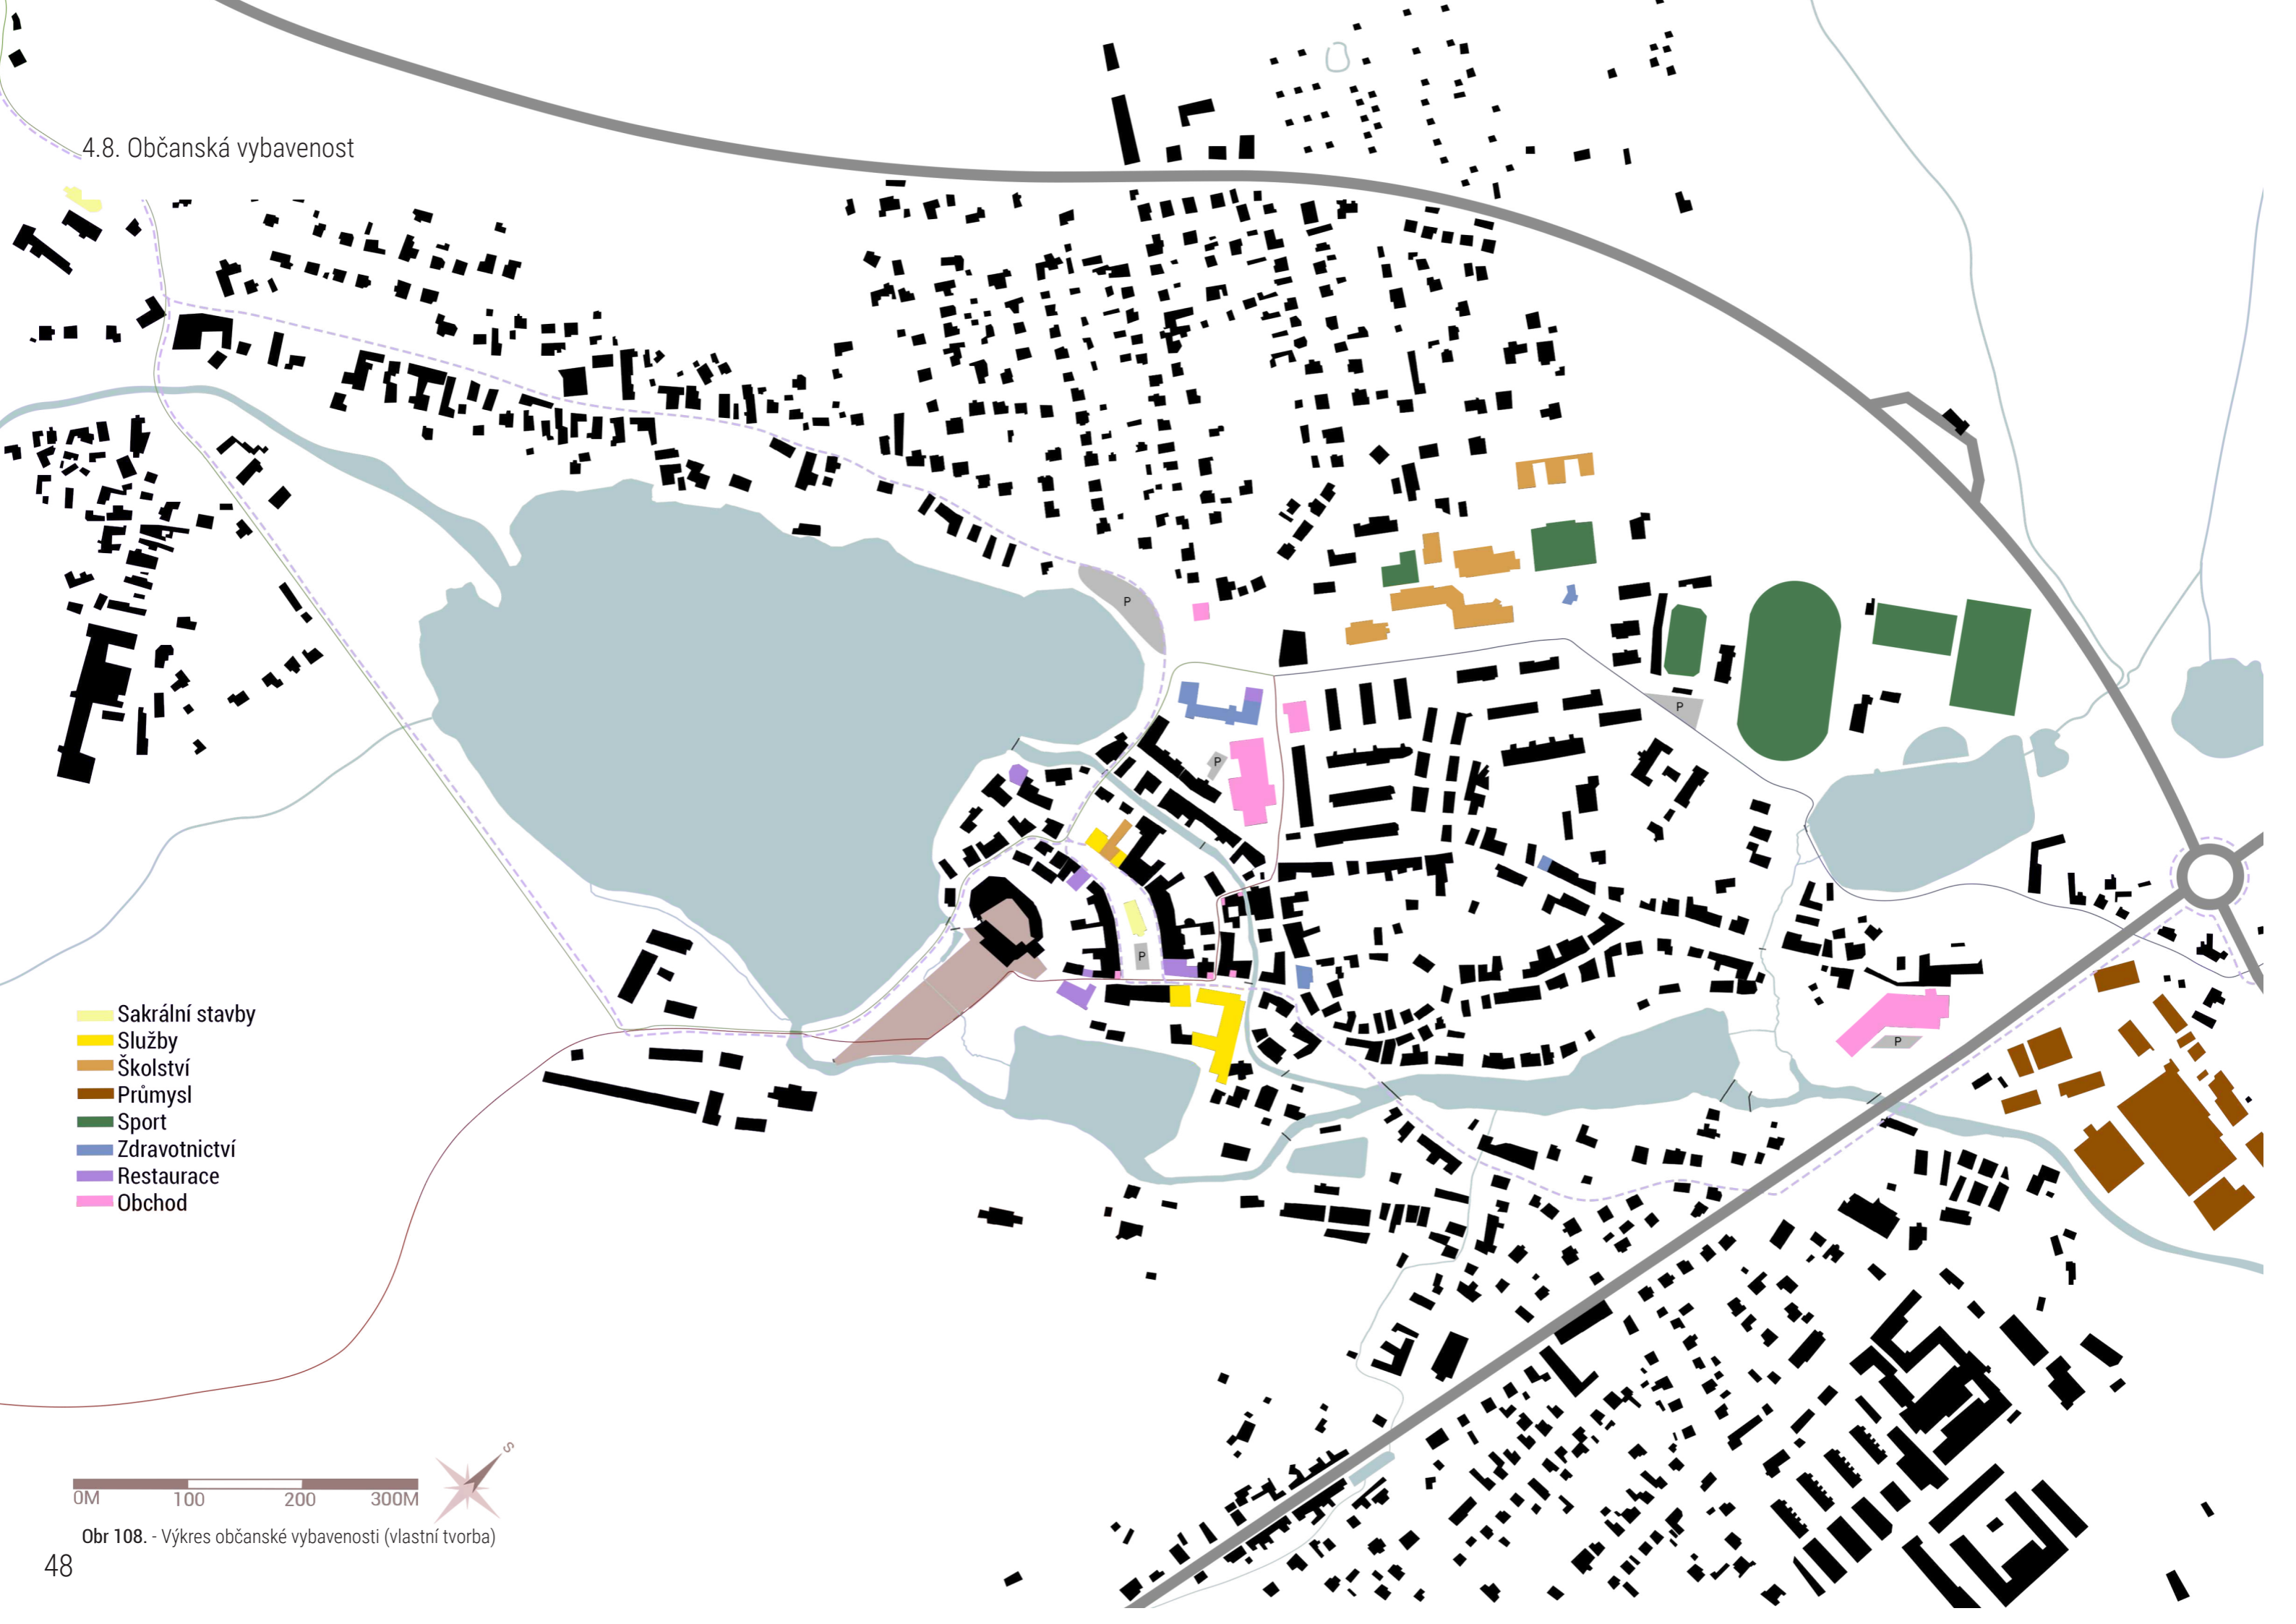 4.8. Občanská vybavenost
P
P
P
P
P
Sakrální stavby
Služby
Školství
Průmysl
Sport
Zdravotnictví
Restaurace
Obchod
S
0M 100 200 300M
Obr 108. - Výkres občanské vybavenosti (vlastní tvorba)
48